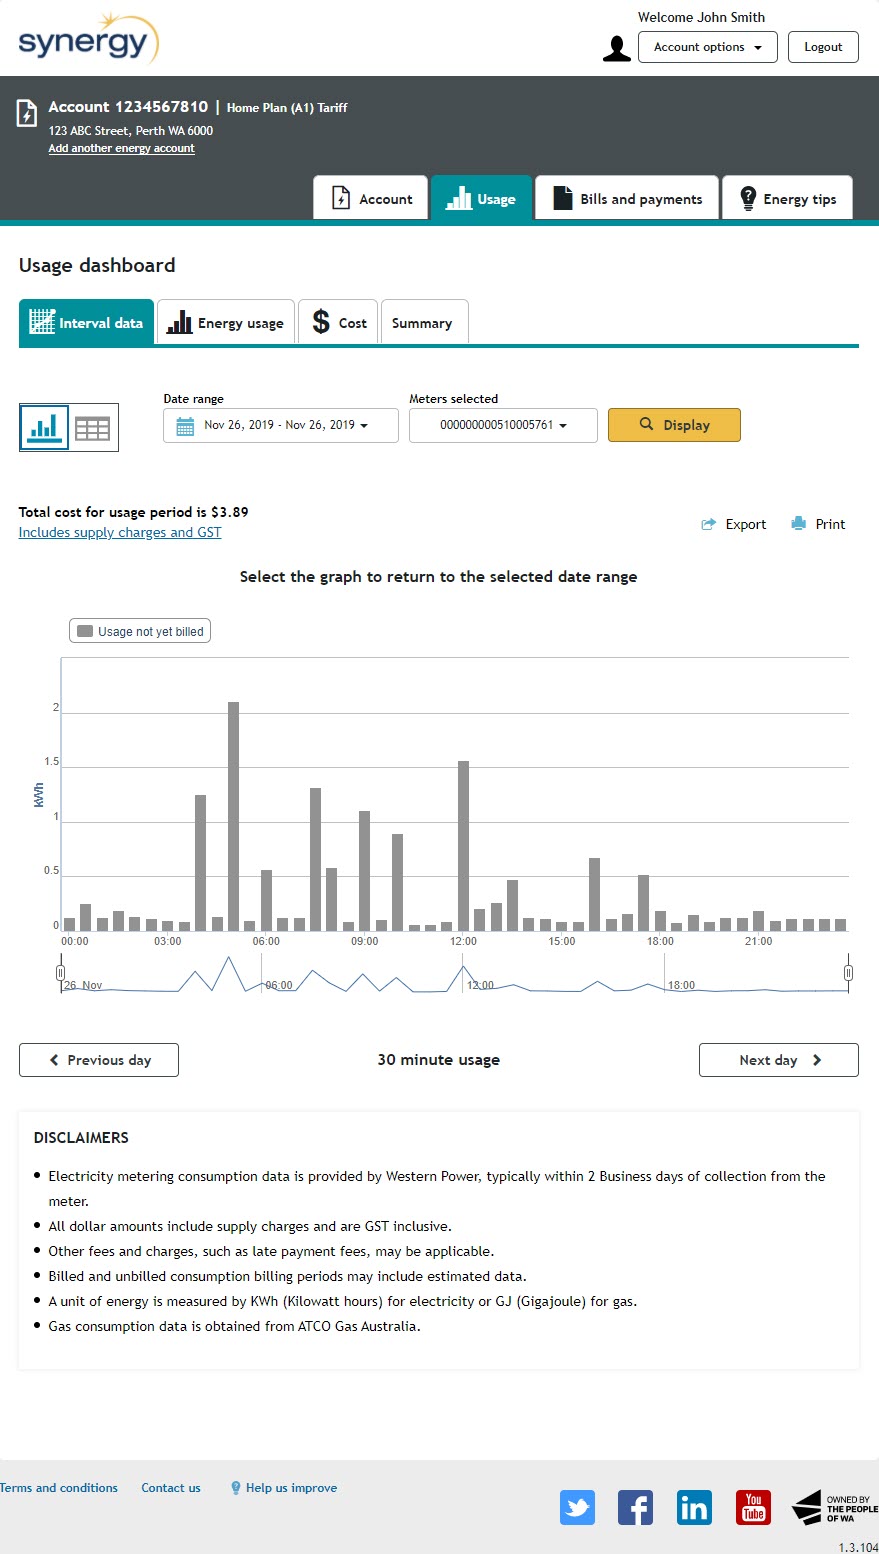 Welcome John Smith
synergy
Account options
Logout
Account 1234567810 | Home Plan (A1) Tariff
123 ABC Street, Perth WA 6000
Add another energy account
Account
Usage
Bills and payments
Energy tips
Usage dashboard
Interval data
Energy usage
$ Cost
Summary
Date range
Meters selected
Nov 26, 2019 - Nov 26, 2019
000000000510005761
Display
Total cost for usage period is $3.89
Includes supply charges and GST
Export
Print
Select the graph to return to the selected date range
Usage not yet billed
2
1.5
kWh
1
0.5
0
00:00 03:00 06:00 09:00 12:00 15:00 18:00 21:00
26. Nov 06:00 12:00 18:00
Previous day
30 minute usage
Next day
DISCLAIMERS
• Electricity metering consumption data is provided by Western Power, typically within 2 Business days of collection from the
meter.
• All dollar amounts include supply charges and are GST inclusive.
• Other fees and charges, such as late payment fees, may be applicable.
• Billed and unbilled consumption billing periods may include estimated data.
• A unit of energy is measured by KWh (Kilowatt hours) for electricity or GJ (Gigajoule) for gas.
• Gas consumption data is obtained from ATCO Gas Australia.
Terms and conditions
Contact us
Help us improve
f
in
You
Tube
OWNED BY
THE PEOPLE
OF WA
1.3.104